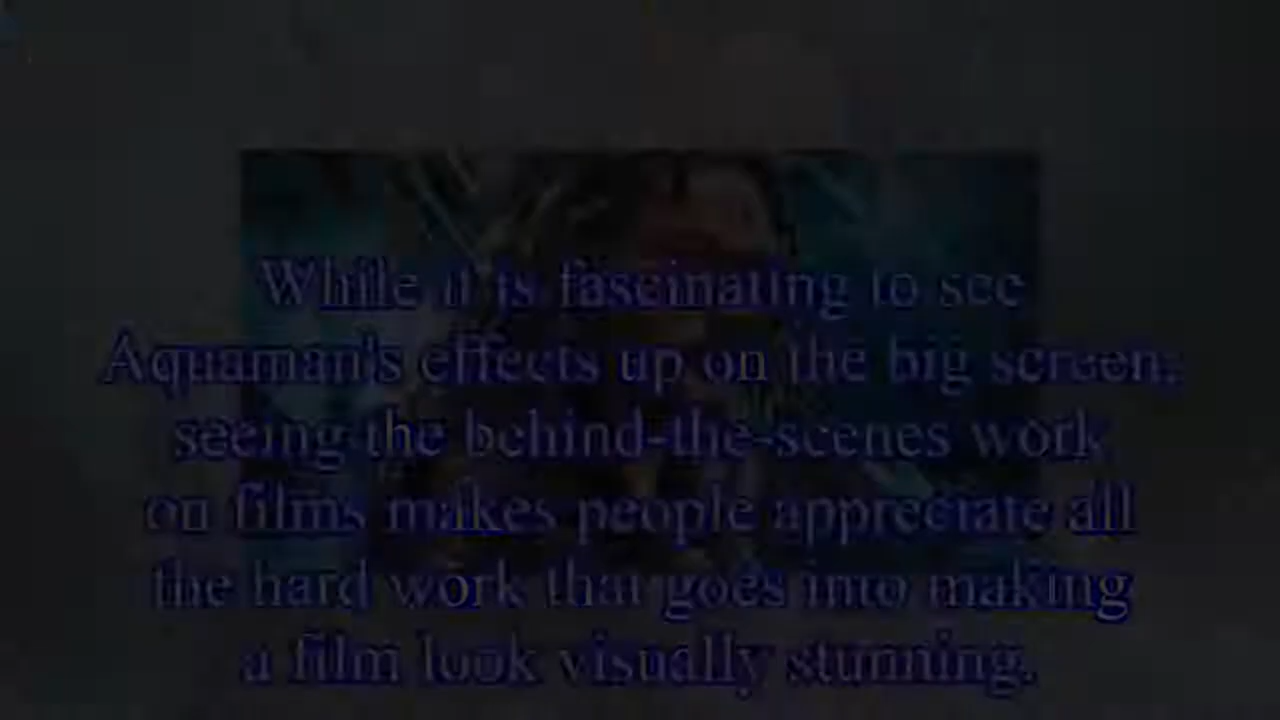 While it is fascinating to see
Aquaman's effects up on the big screen,
seeing the behind-the-scenes work
on films makes people appreciate all
the hard work that goes into making
a film look visually stunning.